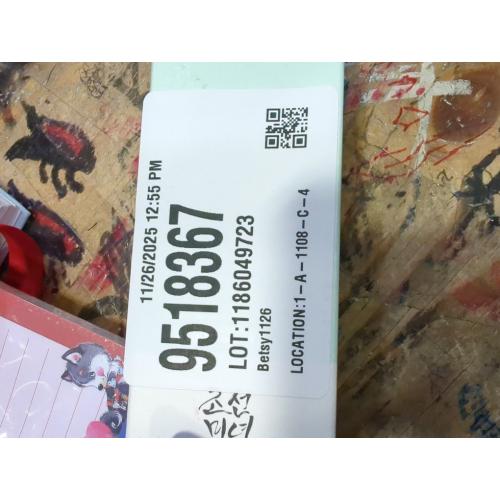 11/26/2025 12:55 PM
9518367
LOT:1186049723
Betsy1126
LOCATION:1-A-1108-C-4
조선
미녀